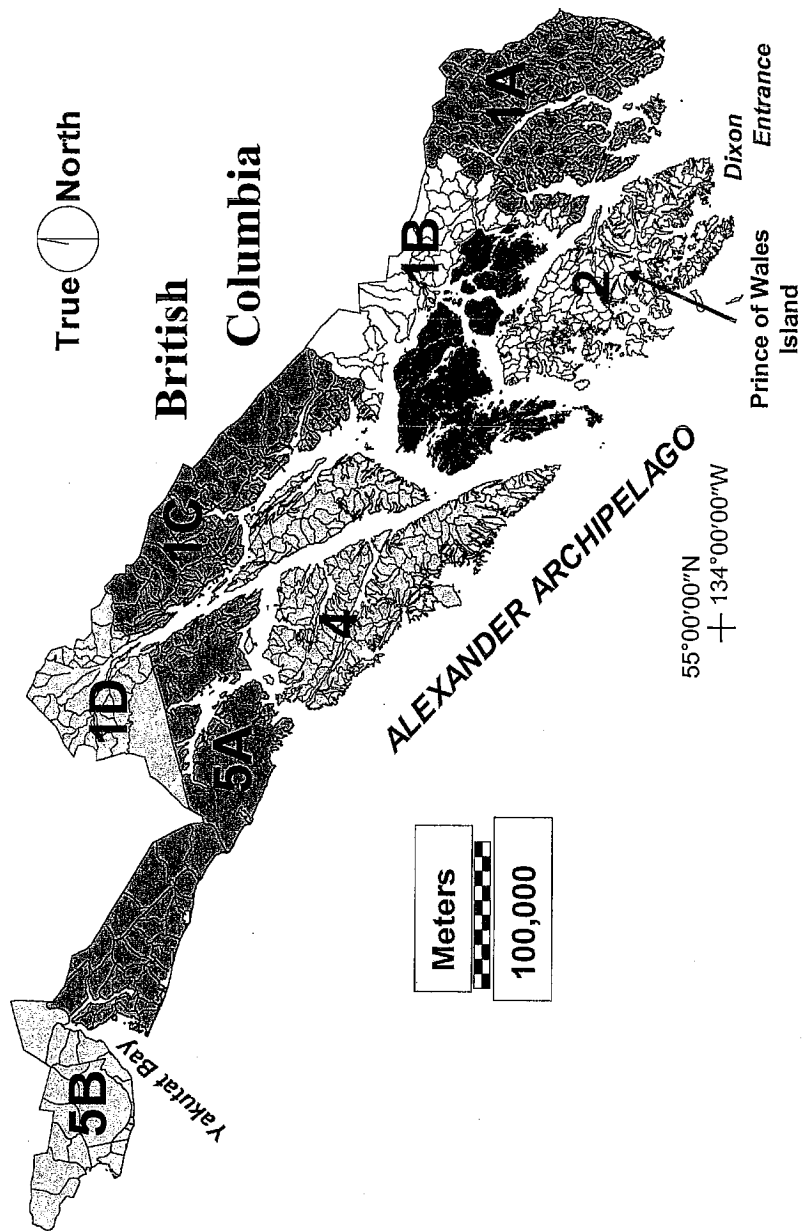 True North
British
Columbia
1D
1C
1B
1A
5B
5A
4
2
Yakutat Bay
ALEXANDER ARCHIPELAGO
Dixon
Entrance
Prince of Wales
Island
Meters
100,000
55°00'00"N
134°00'00"W